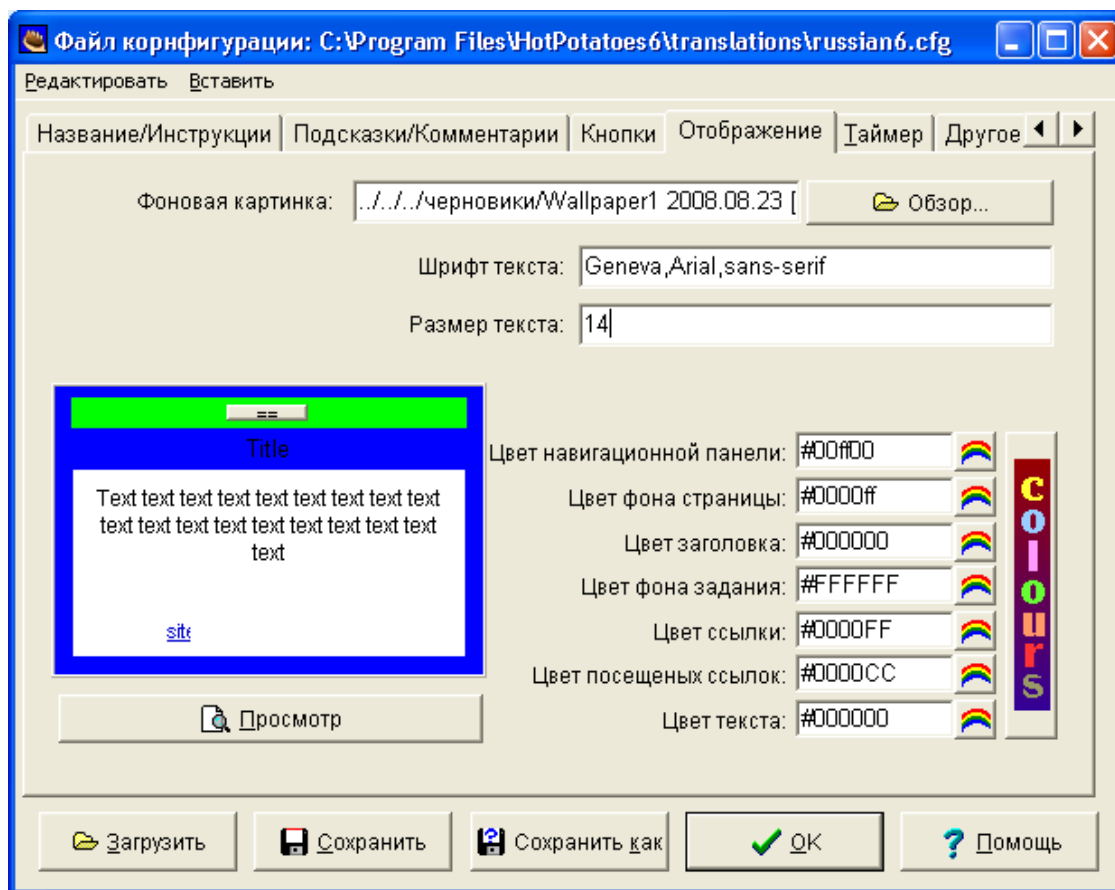 Файл корнфигурации: C:\Program Files\HotPotatoes6\translations\russian6.cfg
Редактировать Вставить
Название/Инструкции Подсказки/Комментарии Кнопки Отображение Таймер Другое
Фоновая картинка: ../../../черновики/Wallpaper1 2008.08.23 [ Обзор...
Шрифт текста: Geneva,Arial,sans-serif
Размер текста: 14
==
Title
Text text text text text text text text text
text text text text text text text text text
text
site
Просмотр
Цвет навигационной панели: #00ff00
Цвет фона страницы: #0000ff
Цвет заголовка: #000000
Цвет фона задания: #FFFFFF
Цвет ссылки: #0000FF
Цвет посещеных ссылок: #0000CC
Цвет текста: #000000
colours
Загрузить Сохранить Сохранить как OK Помощь